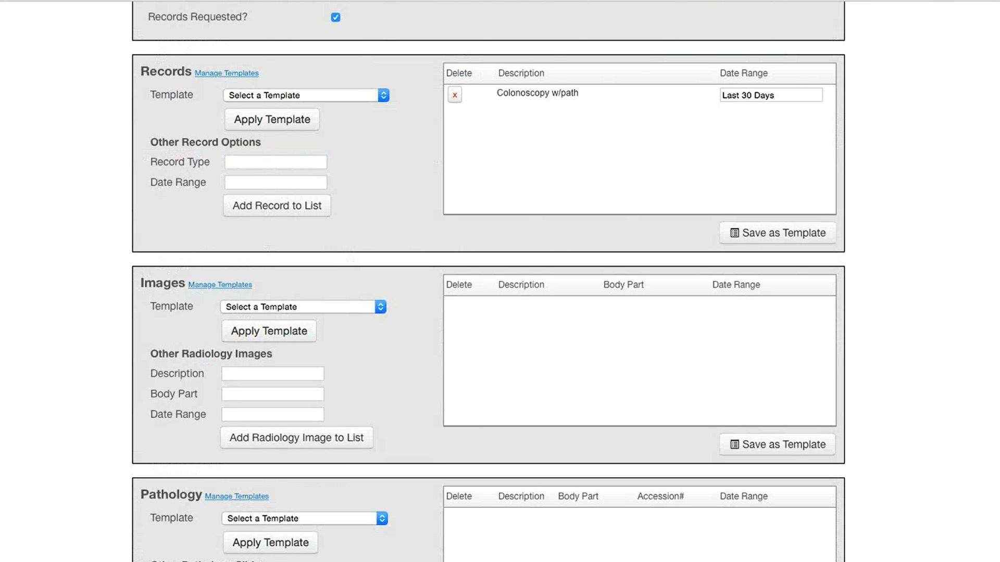 Records Requested?
Records Manage Templates
Template Select a Template
Apply Template
Other Record Options
Record Type
Date Range
Add Record to List
Delete Description Date Range
x Colonoscopy w/path Last 30 Days
Save as Template
Images Manage Templates
Template Select a Template
Apply Template
Other Radiology Images
Description
Body Part
Date Range
Add Radiology Image to List
Delete Description Body Part Date Range
Save as Template
Pathology Manage Templates
Template Select a Template
Apply Template
Delete Description Body Part Accession# Date Range